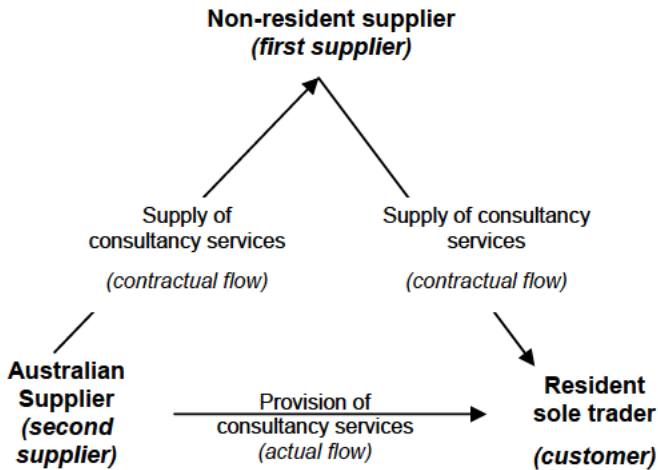 Non-resident supplier
(first supplier)
Supply of
consultancy services
(contractual flow)
Supply of consultancy
services
(contractual flow)
Australian
Supplier
(second
supplier)
Provision of
consultancy services
(actual flow)
Resident
sole trader
(customer)